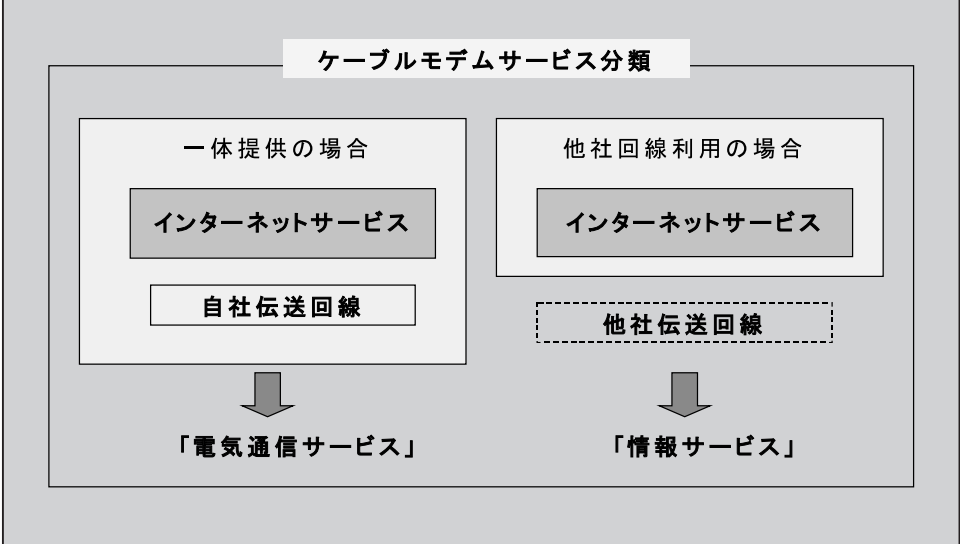 ケーブルモデムサービス分類
一体提供の場合
インターネットサービス
自社伝送回線
「電気通信サービス」
他社回線利用の場合
インターネットサービス
他社伝送回線
「情報サービス」